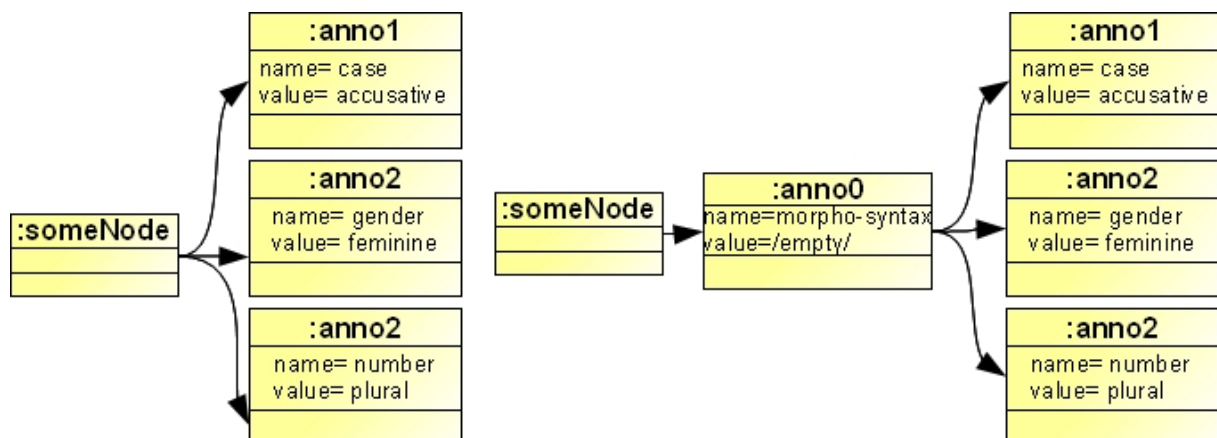 :anno1
name= case
value= accusative
:anno2
name= gender
value= feminine
:someNode
:anno2
name= number
value= plural
:anno1
name= case
value= accusative
:anno2
name= gender
value= feminine
:someNode
:anno0
name=morpho-syntax
value=/empty/
:anno2
name= number
value= plural